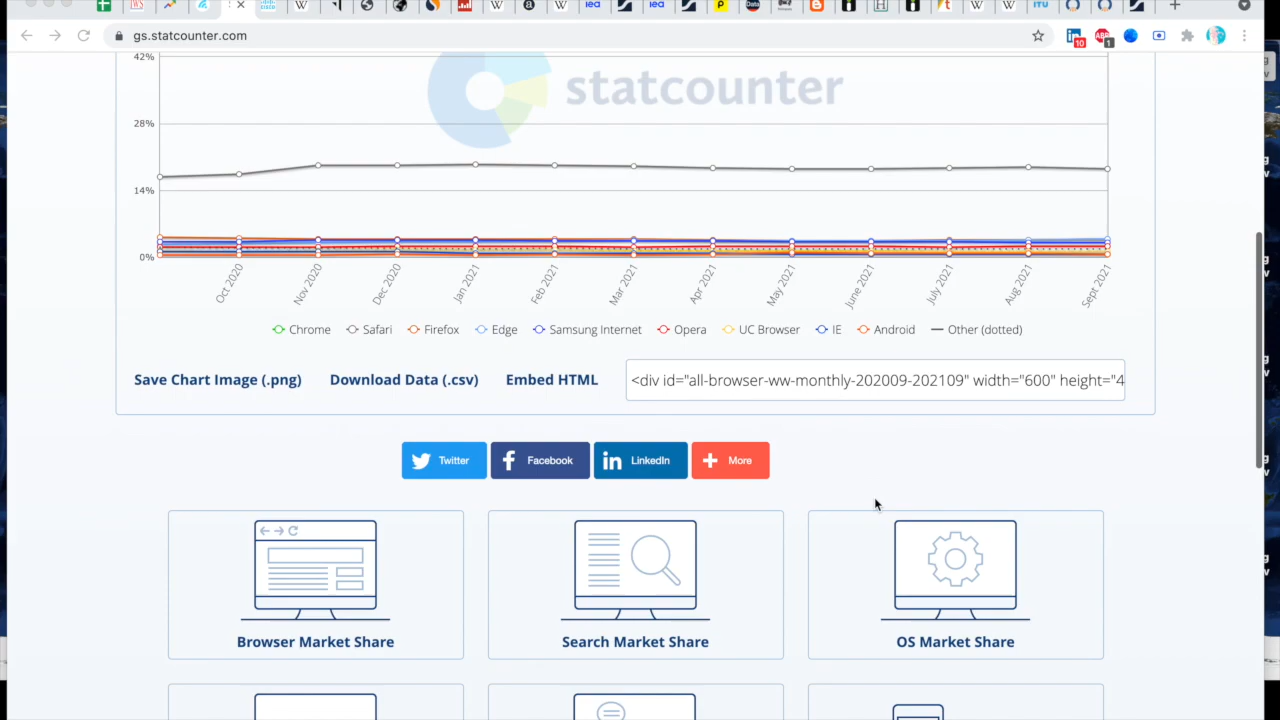 gs.statcounter.com
10
1
42%
statcounter
28%
14%
0%
Oct 2020
Nov 2020
Dec 2020
Jan 2021
Feb 2021
Mar 2021
Apr 2021
May 2021
June 2021
July 2021
Aug 2021
Sept 2021
Chrome Safari Firefox Edge Samsung Internet Opera UC Browser IE Android Other (dotted)
Save Chart Image (.png) Download Data (.csv) Embed HTML <div id="all-browser-ww-monthly-202009-202109" width="600" height="4
Twitter Facebook LinkedIn More
Browser Market Share Search Market Share OS Market Share